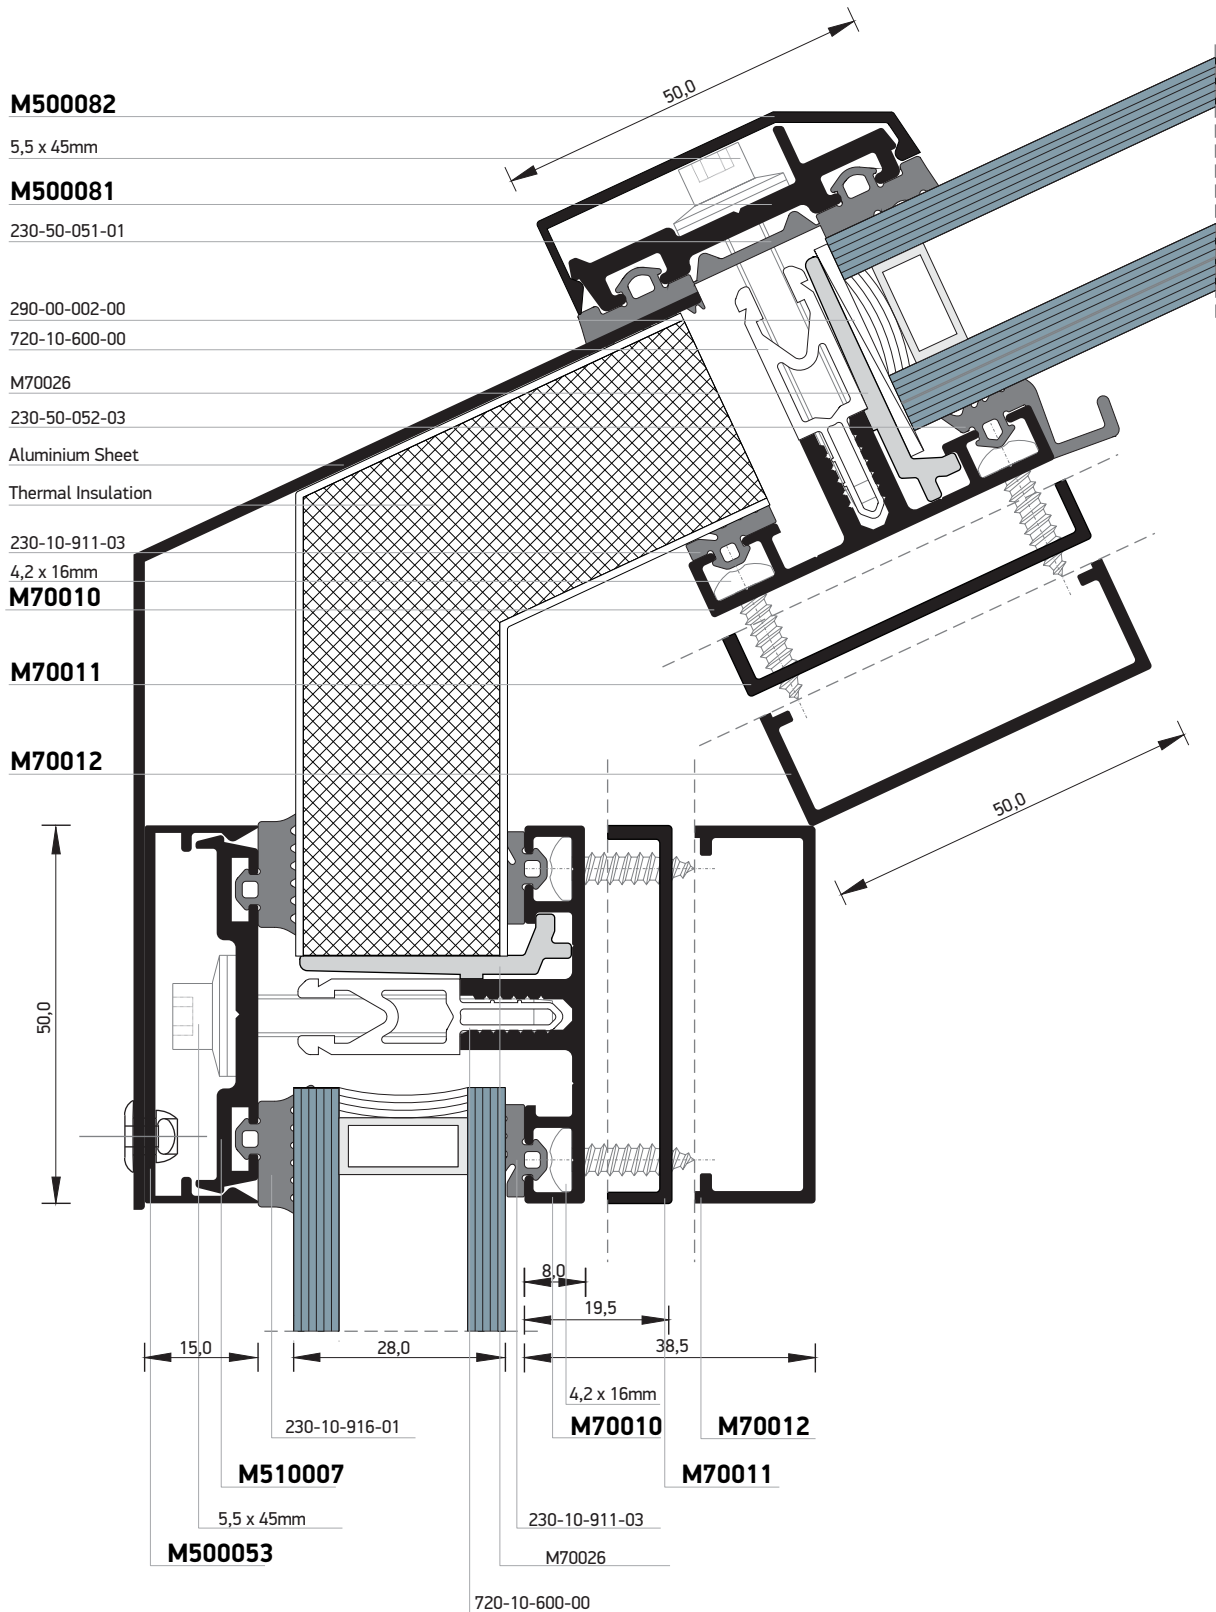 50,0
M500082
5,5 x 45mm
M500081
230-50-051-01
290-00-002-00
720-10-600-00
M70026
230-50-052-03
Aluminium Sheet
Thermal Insulation
230-10-911-03
4,2 x 16mm
M70010
M70011
M70012
50,0
50,0
8,0
19,5
15,0
28,0
38,5
4,2 x 16mm
230-10-916-01
M70010
M70012
M510007
M70011
5,5 x 45mm
230-10-911-03
M500053
M70026
720-10-600-00